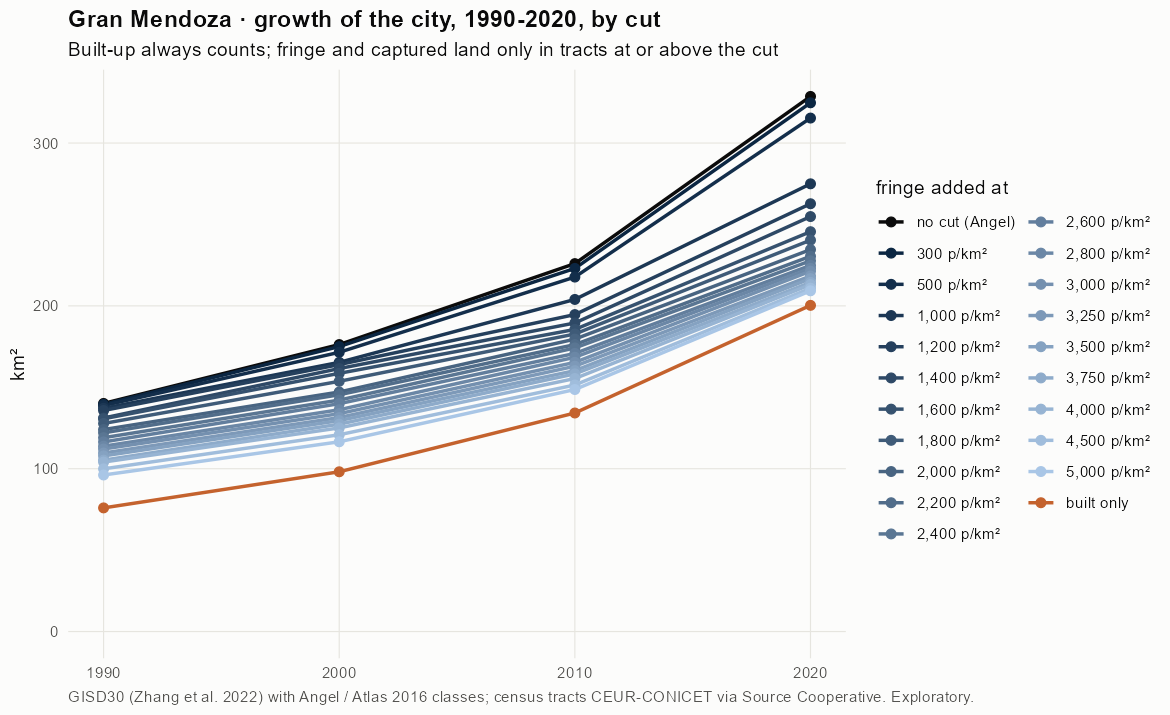 Gran Mendoza · growth of the city, 1990-2020, by cut
Built-up always counts; fringe and captured land only in tracts at or above the cut
km²
300
200
100
0
1990
2000
2010
2020
fringe added at
no cut (Angel)
300 p/km²
500 p/km²
1,000 p/km²
1,200 p/km²
1,400 p/km²
1,600 p/km²
1,800 p/km²
2,000 p/km²
2,200 p/km²
2,400 p/km²
2,600 p/km²
2,800 p/km²
3,000 p/km²
3,250 p/km²
3,500 p/km²
3,750 p/km²
4,000 p/km²
4,500 p/km²
5,000 p/km²
built only
GISD30 (Zhang et al. 2022) with Angel / Atlas 2016 classes; census tracts CEUR-CONICET via Source Cooperative. Exploratory.